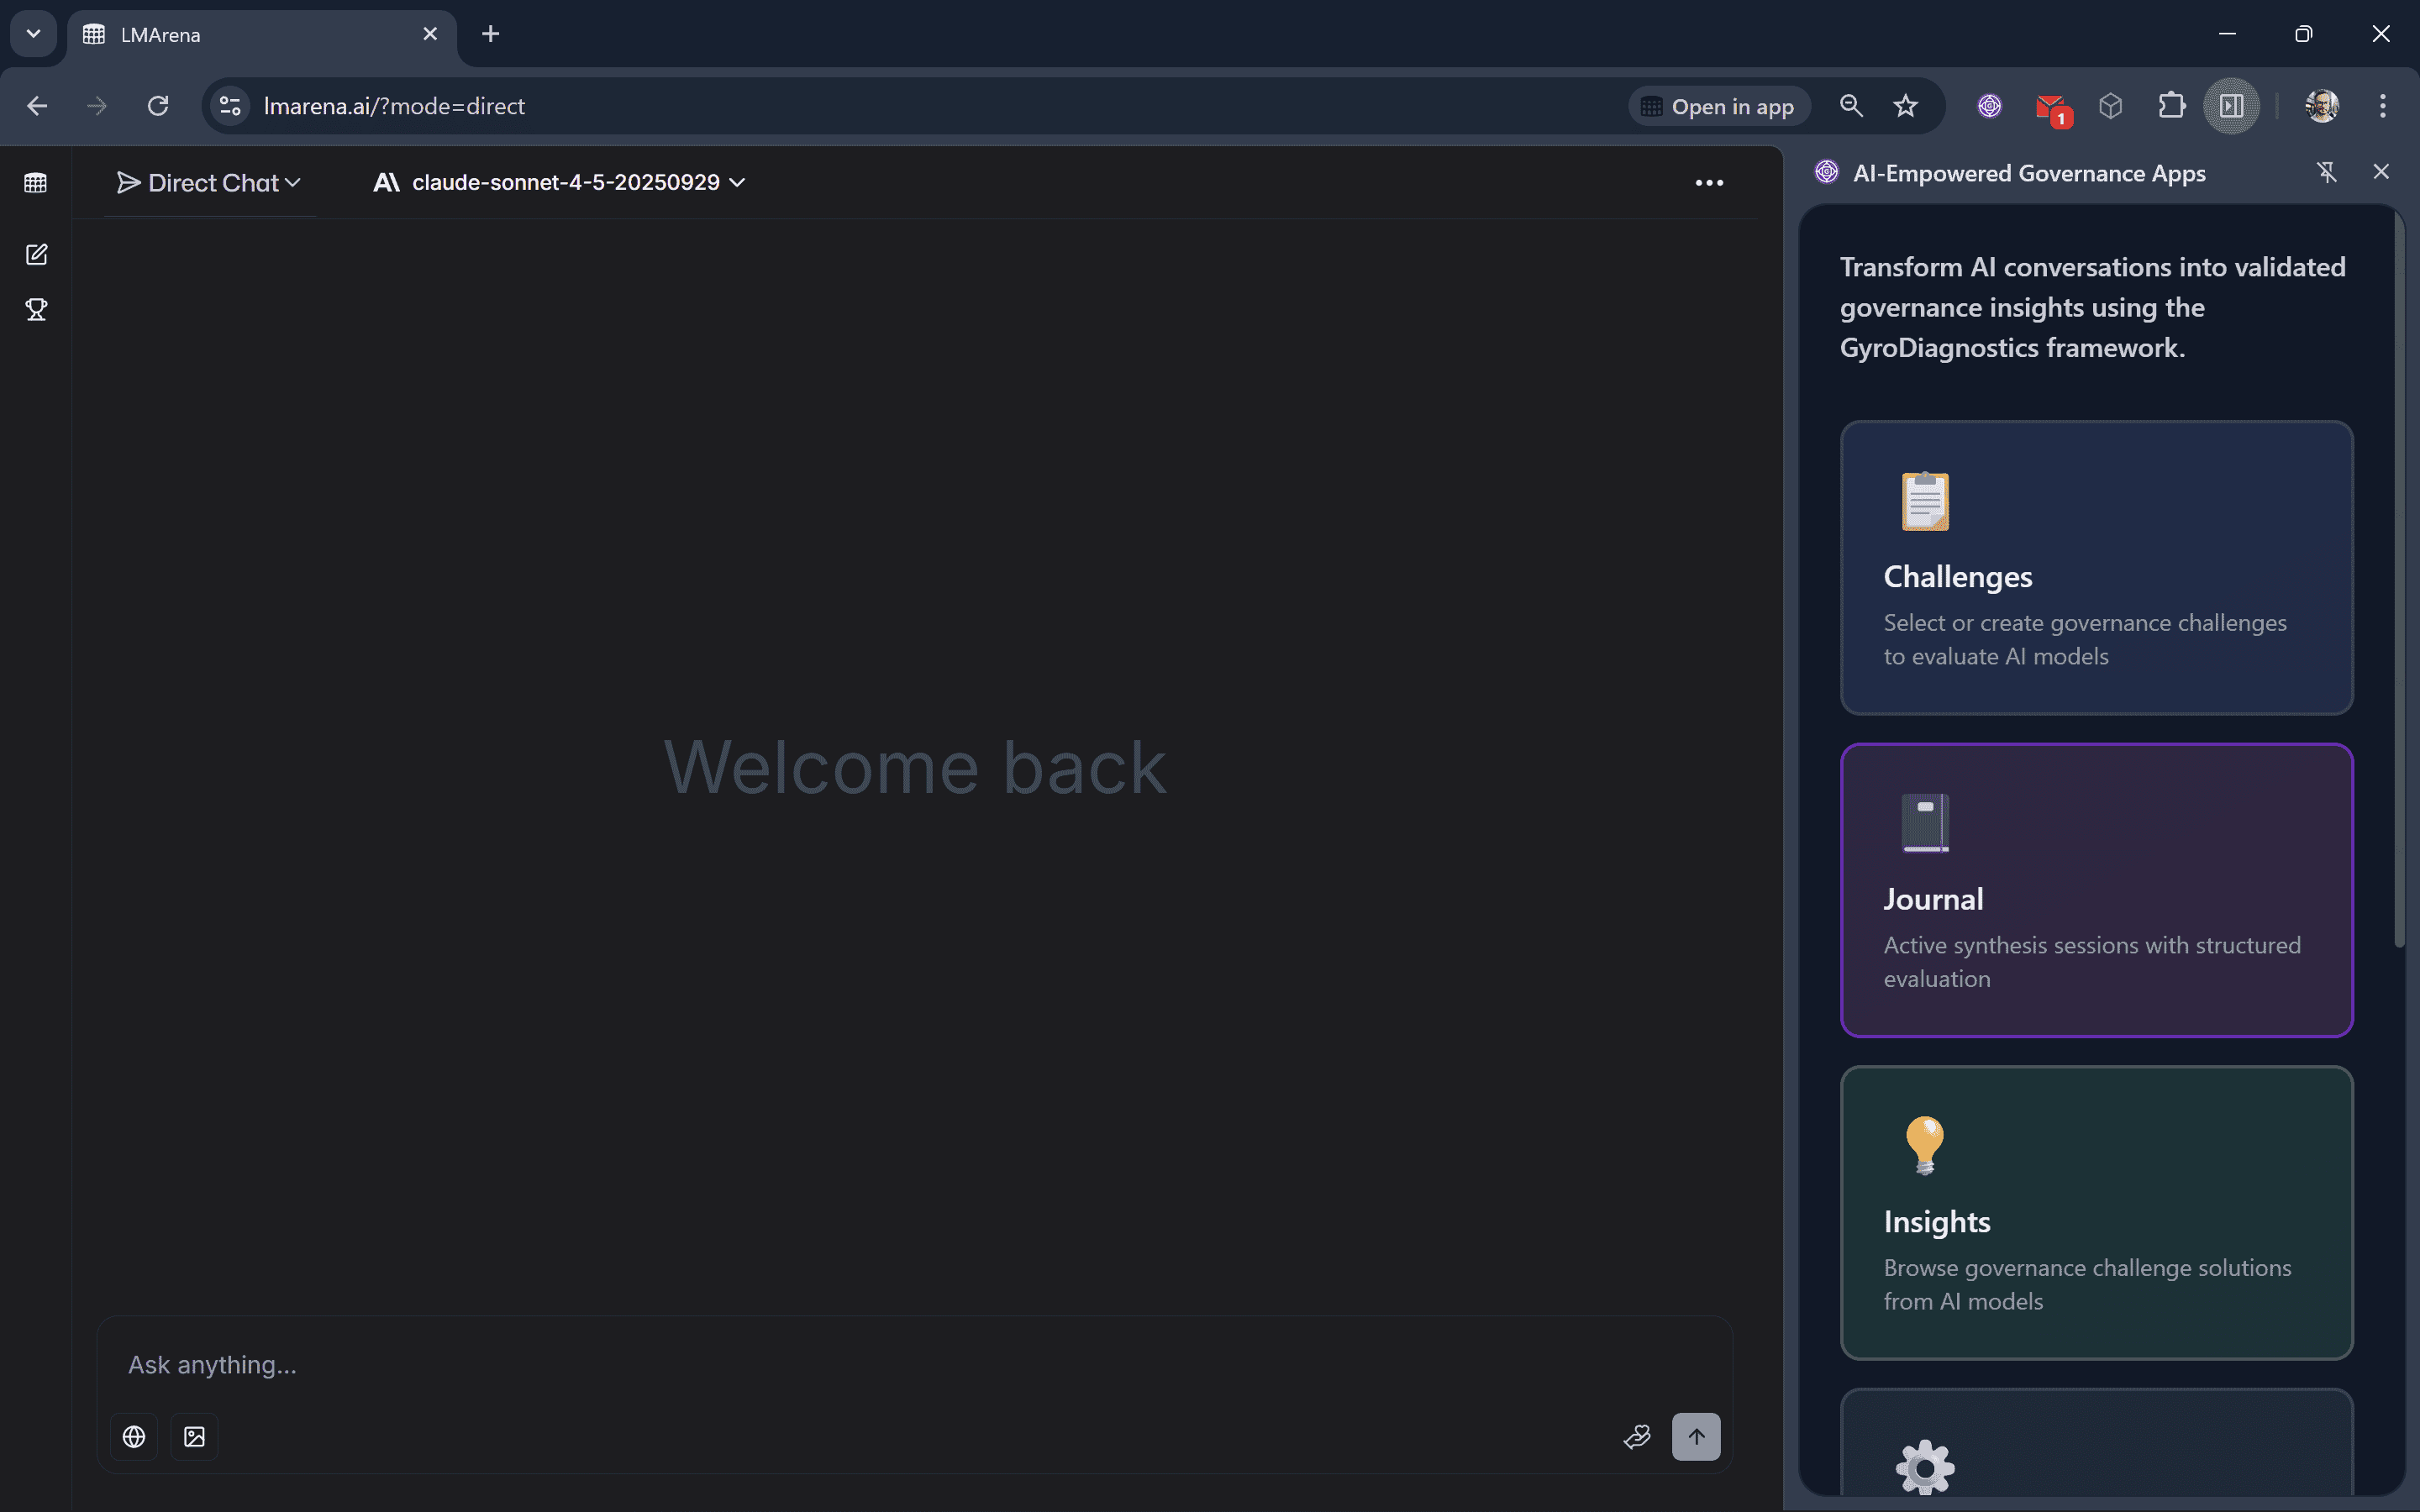 LMArena
lmarena.ai/?mode=direct
Open in app
1
Direct Chat
claude-sonnet-4-5-20250929
AI-Empowered Governance Apps
Transform AI conversations into validated
governance insights using the
GyroDiagnostics framework.
Challenges
Select or create governance challenges
to evaluate AI models
Welcome back
Journal
Active synthesis sessions with structured
evaluation
Insights
Browse governance challenge solutions
from AI models
Ask anything...